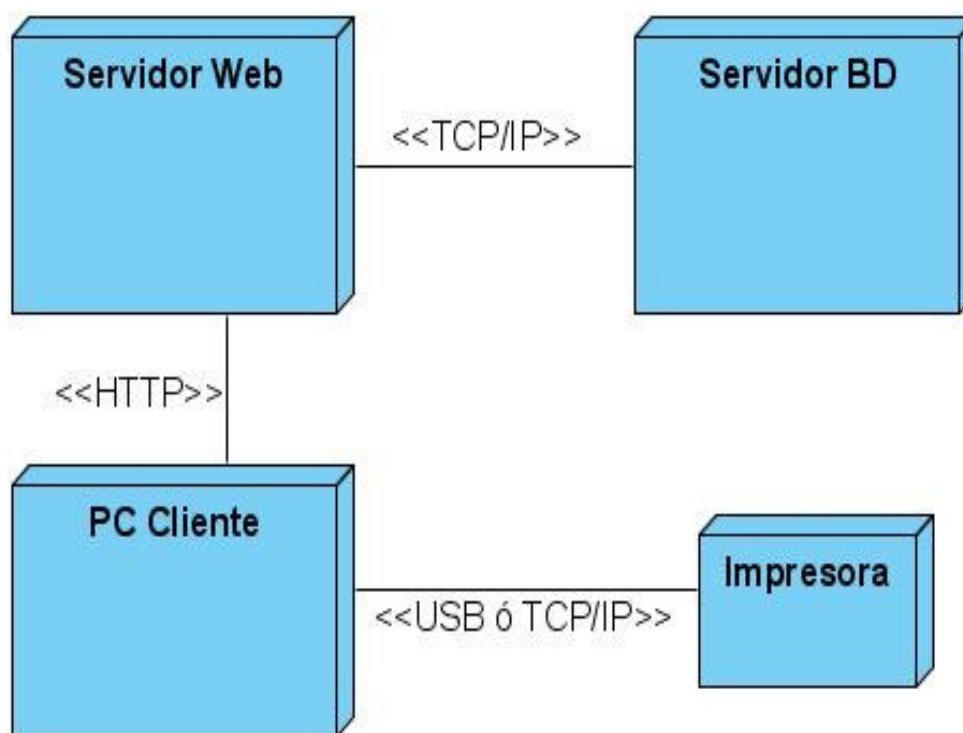 Servidor Web
Servidor BD
<<TCP/IP>>
<<HTTP>>
PC Cliente
Impresora
<<USB ó TCP/IP>>